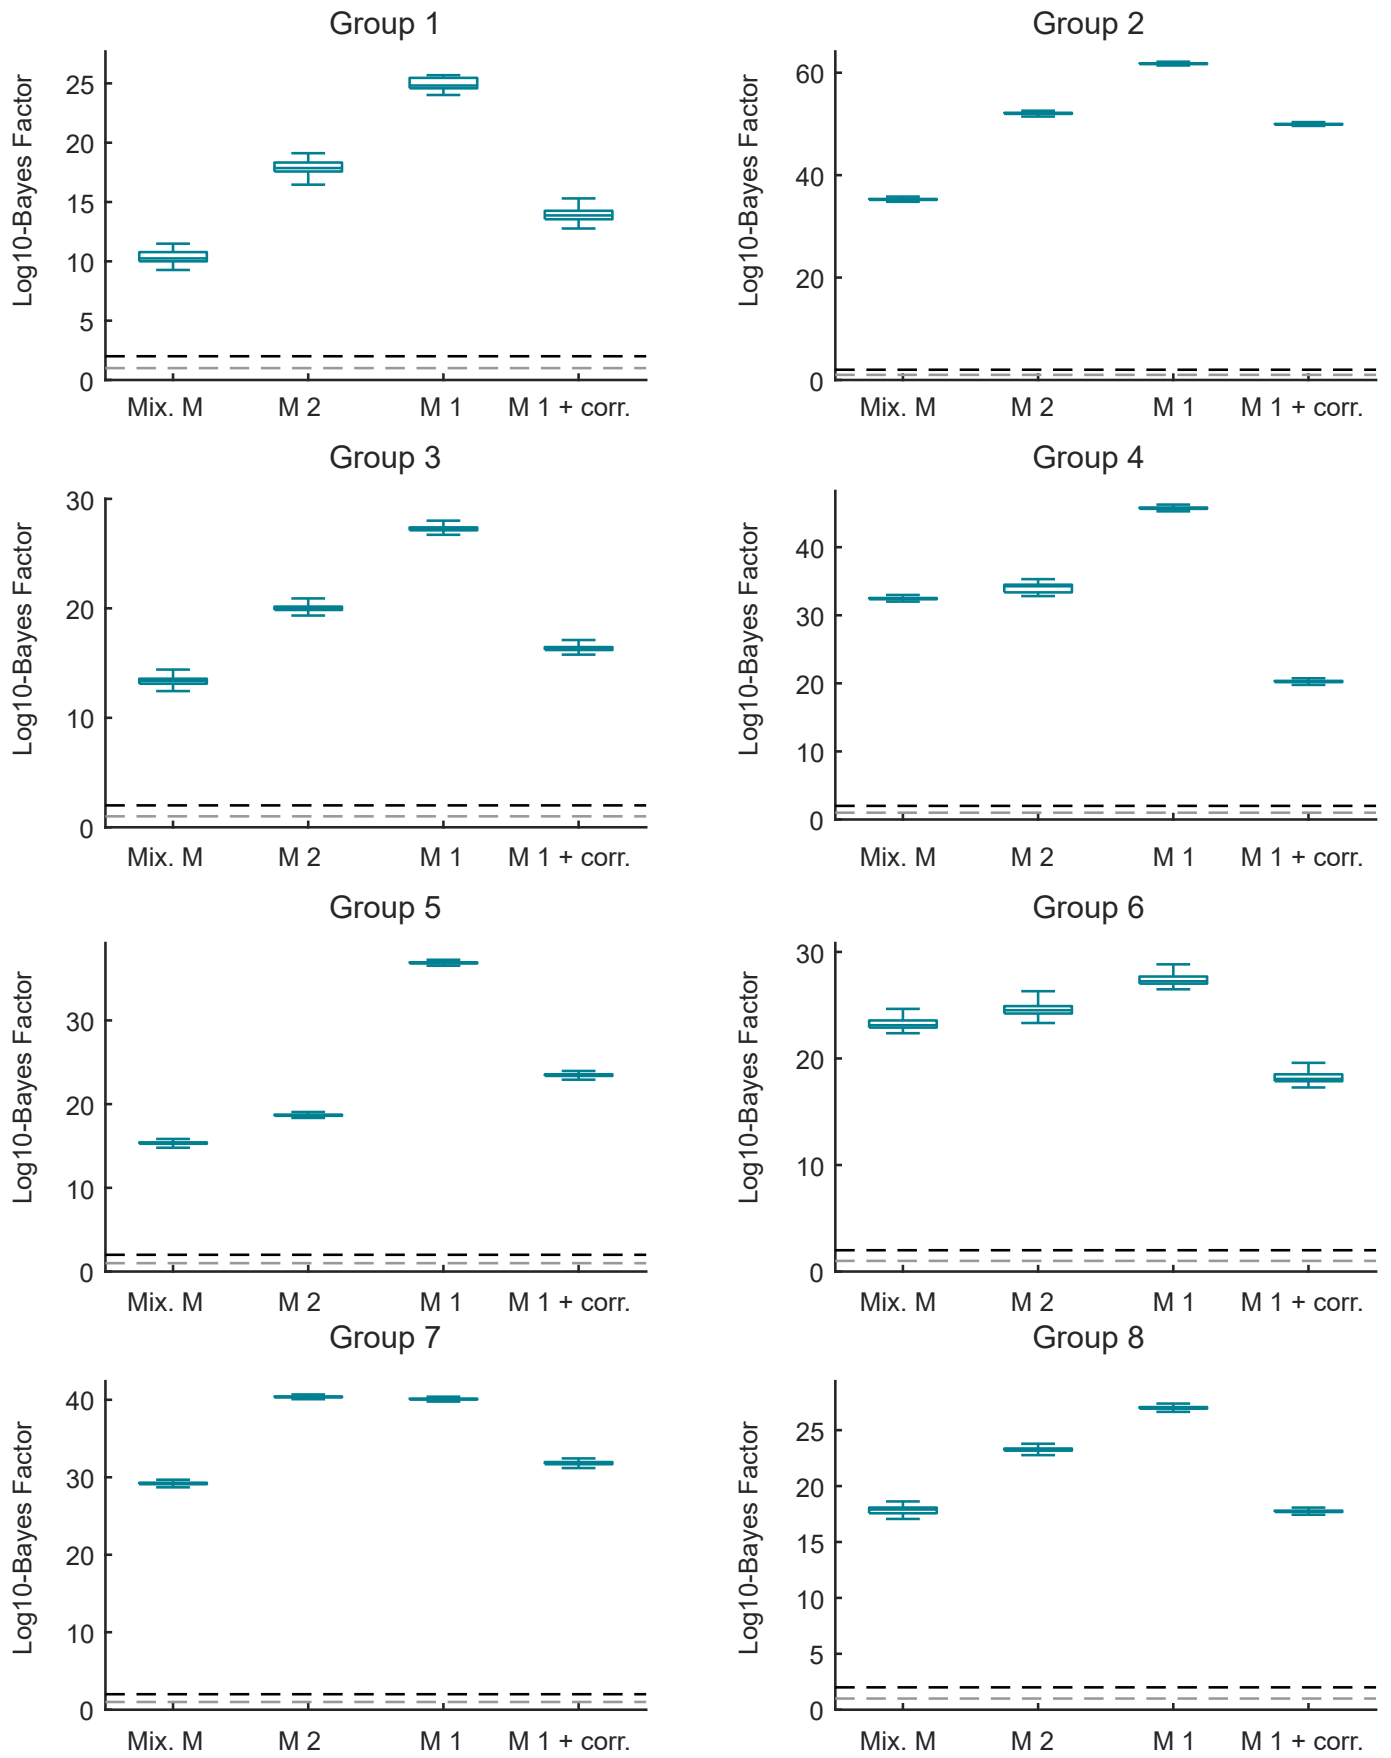 Group 1
Log10-Bayes Factor
25
20
15
10
5
0
Mix. M M 2 M 1 M 1 + corr.
Group 2
Log10-Bayes Factor
60
40
20
0
Mix. M M 2 M 1 M 1 + corr.
Group 3
Log10-Bayes Factor
30
20
10
0
Mix. M M 2 M 1 M 1 + corr.
Group 4
Log10-Bayes Factor
40
30
20
10
0
Mix. M M 2 M 1 M 1 + corr.
Group 5
Log10-Bayes Factor
30
20
10
0
Mix. M M 2 M 1 M 1 + corr.
Group 6
Log10-Bayes Factor
30
20
10
0
Mix. M M 2 M 1 M 1 + corr.
Group 7
Log10-Bayes Factor
40
30
20
10
0
Mix. M M 2 M 1 M 1 + corr.
Group 8
Log10-Bayes Factor
25
20
15
10
5
0
Mix. M M 2 M 1 M 1 + corr.